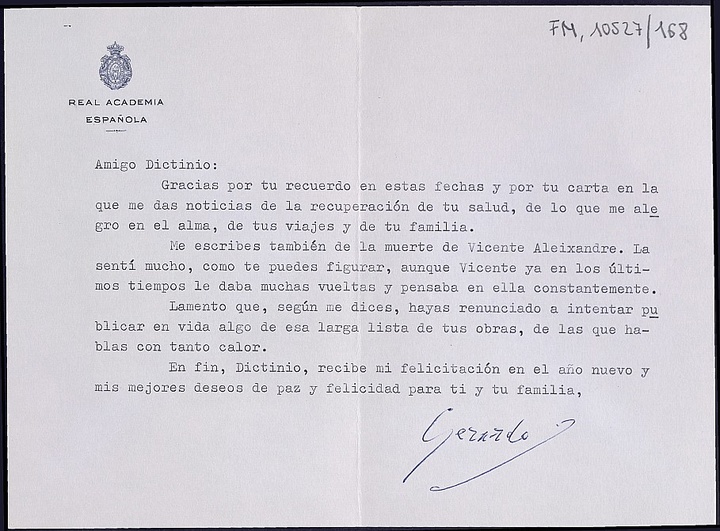 FM, 10527/168
REAL ACADEMIA
ESPAÑOLA
Amigo Dictinio:
Gracias por tu recuerdo en estas fechas y por tu carta en la
que me das noticias de la recuperación de tu salud, de lo que me ale
gro en el alma, de tus viajes y de tu familia.
Me escribes también de la muerte de Vicente Aleixandre. La
sentí mucho, como te puedes figurar, aunque Vicente ya en los últi-
mos tiempos le daba muchas vueltas y pensaba en ella constantemente.
Lamento que, según me dices, hayas renunciado a intentar pu
blicar en vida algo de esa larga lista de tus obras, de las que ha-
blas con tanto calor.
En fin, Dictinio, recibe mi felicitación en el año nuevo y
mis mejores deseos de paz y felicidad para ti y tu familia,
Gerardo